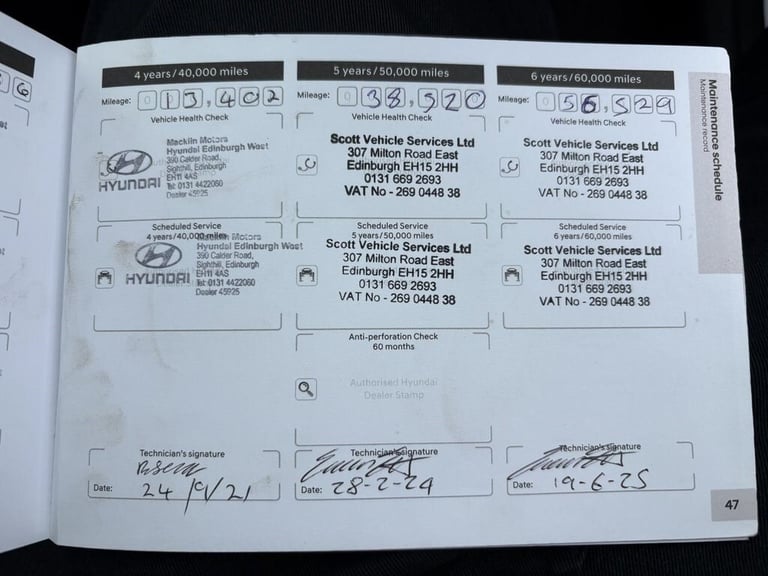 6
4 years/40,000 miles
Mileage: 013,402
Vehicle Health Check
HYUNDAI
Macklin Motors
Hyundai Edinburgh West
390 Calder Road,
Sighthill, Edinburgh
EH11 4AS
Tel: 0131 4422060
Dealer 45925
Scheduled Service
4 years/40,000 miles
HYUNDAI
Macklin Motors
Hyundai Edinburgh West
390 Calder Road,
Sighthill, Edinburgh
EH11 4AS
Tel: 0131 4422060
Dealer 45925
Technician's signature
Date: 24/9/21
5 years/50,000 miles
Mileage: 038,520
Vehicle Health Check
Scott Vehicle Services Ltd
307 Milton Road East
Edinburgh EH15 2HH
0131 669 2693
VAT No - 269 0448 38
Scheduled Service
5 years/50,000 miles
Scott Vehicle Services Ltd
307 Milton Road East
Edinburgh EH15 2HH
0131 669 2693
VAT No - 269 0448 38
Anti-perforation Check
60 months
Authorised Hyundai
Dealer Stamp
Technician's signature
Date: 28-2-24
6 years/60,000 miles
Mileage: 056,529
Vehicle Health Check
Scott Vehicle Services Ltd
307 Milton Road East
Edinburgh EH15 2HH
0131 669 2693
VAT No - 269 0448 38
Scheduled Service
6 years/60,000 miles
Scott Vehicle Services Ltd
307 Milton Road East
Edinburgh EH15 2HH
0131 669 2693
VAT No - 269 0448 38
Technician's signature
Date: 19-6-25
Maintenance schedule
Maintenance record
47